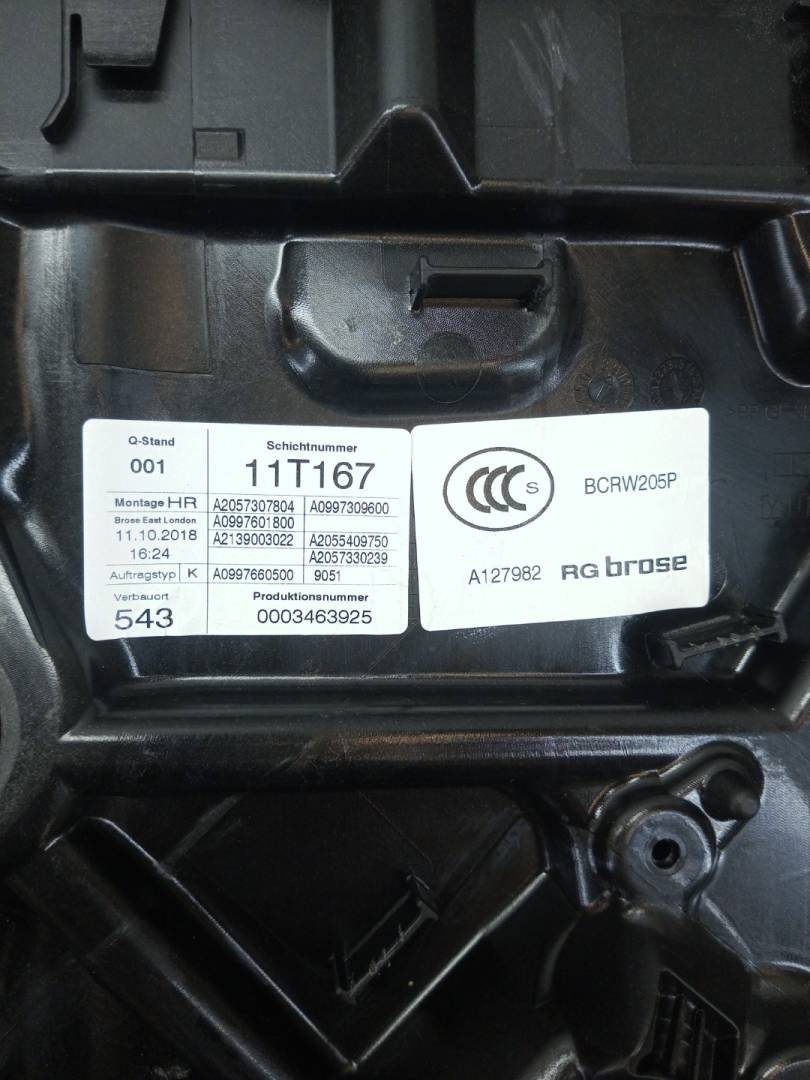 Q-Stand
001
Schichtnummer
11T167
Montage HR
A2057307804 A0997309600
Brose East London
A0997601800
11.10.2018
A2139003022 A2055409750
16:24
A2057330239
Auftragstyp K
A0997660500 9051
Verbauort
543
Produktionsnummer
0003463925
CCC S
BCRW205P
A127982 RG brose